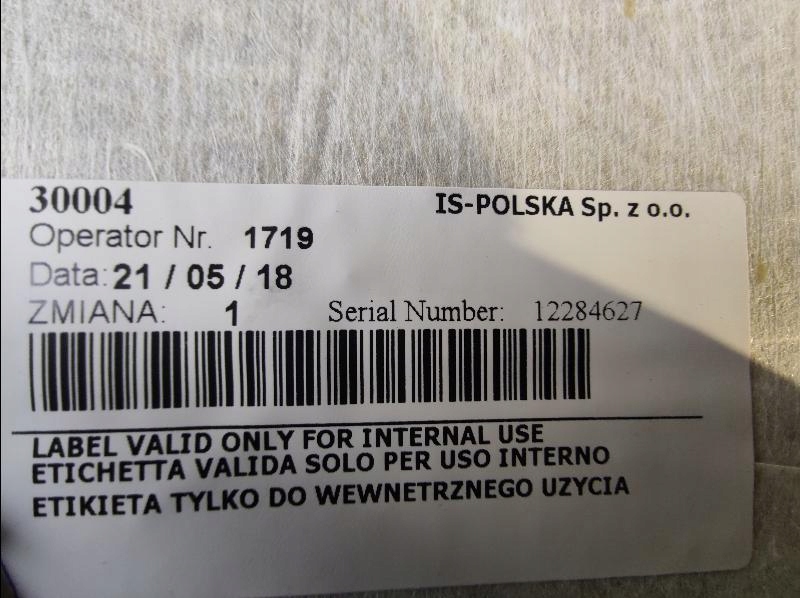 30004 IS-POLSKA Sp. z o.o.
Operator Nr. 1719
Data: 21 / 05 / 18
ZMIANA: 1 Serial Number: 12284627
LABEL VALID ONLY FOR INTERNAL USE
ETICHETTA VALIDA SOLO PER USO INTERNO
ETIKIETA TYLKO DO WEWNETRZNEGO UZYCIA